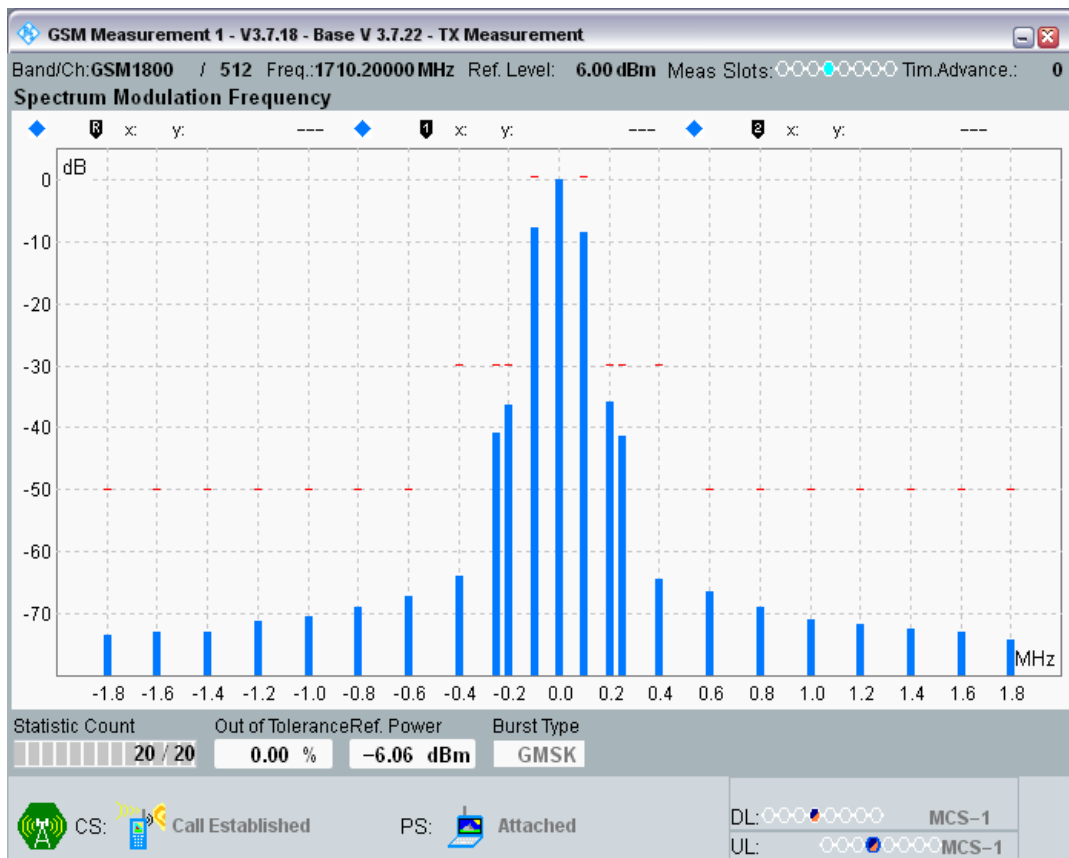 GSM Measurement 1 - V3.7.18 - Base V 3.7.22 - TX Measurement
Band/Ch:GSM1800 / 512 Freq.:1710.20000 MHz Ref. Level: 6.00 dBm Meas Slots: Tim.Advance.: 0
Spectrum Modulation Frequency
R x: y: --- 1 x: y: --- 2 x: y: ---
dB
0
-10
-20
-30
-40
-50
-60
-70
MHz
-1.8 -1.6 -1.4 -1.2 -1.0 -0.8 -0.6 -0.4 -0.2 0.0 0.2 0.4 0.6 0.8 1.0 1.2 1.4 1.6 1.8
Statistic Count Out of Tolerance Ref. Power Burst Type
20 / 20 0.00 % −6.06 dBm GMSK
CS: Call Established PS: Attached
DL: MCS−1
UL: MCS−1